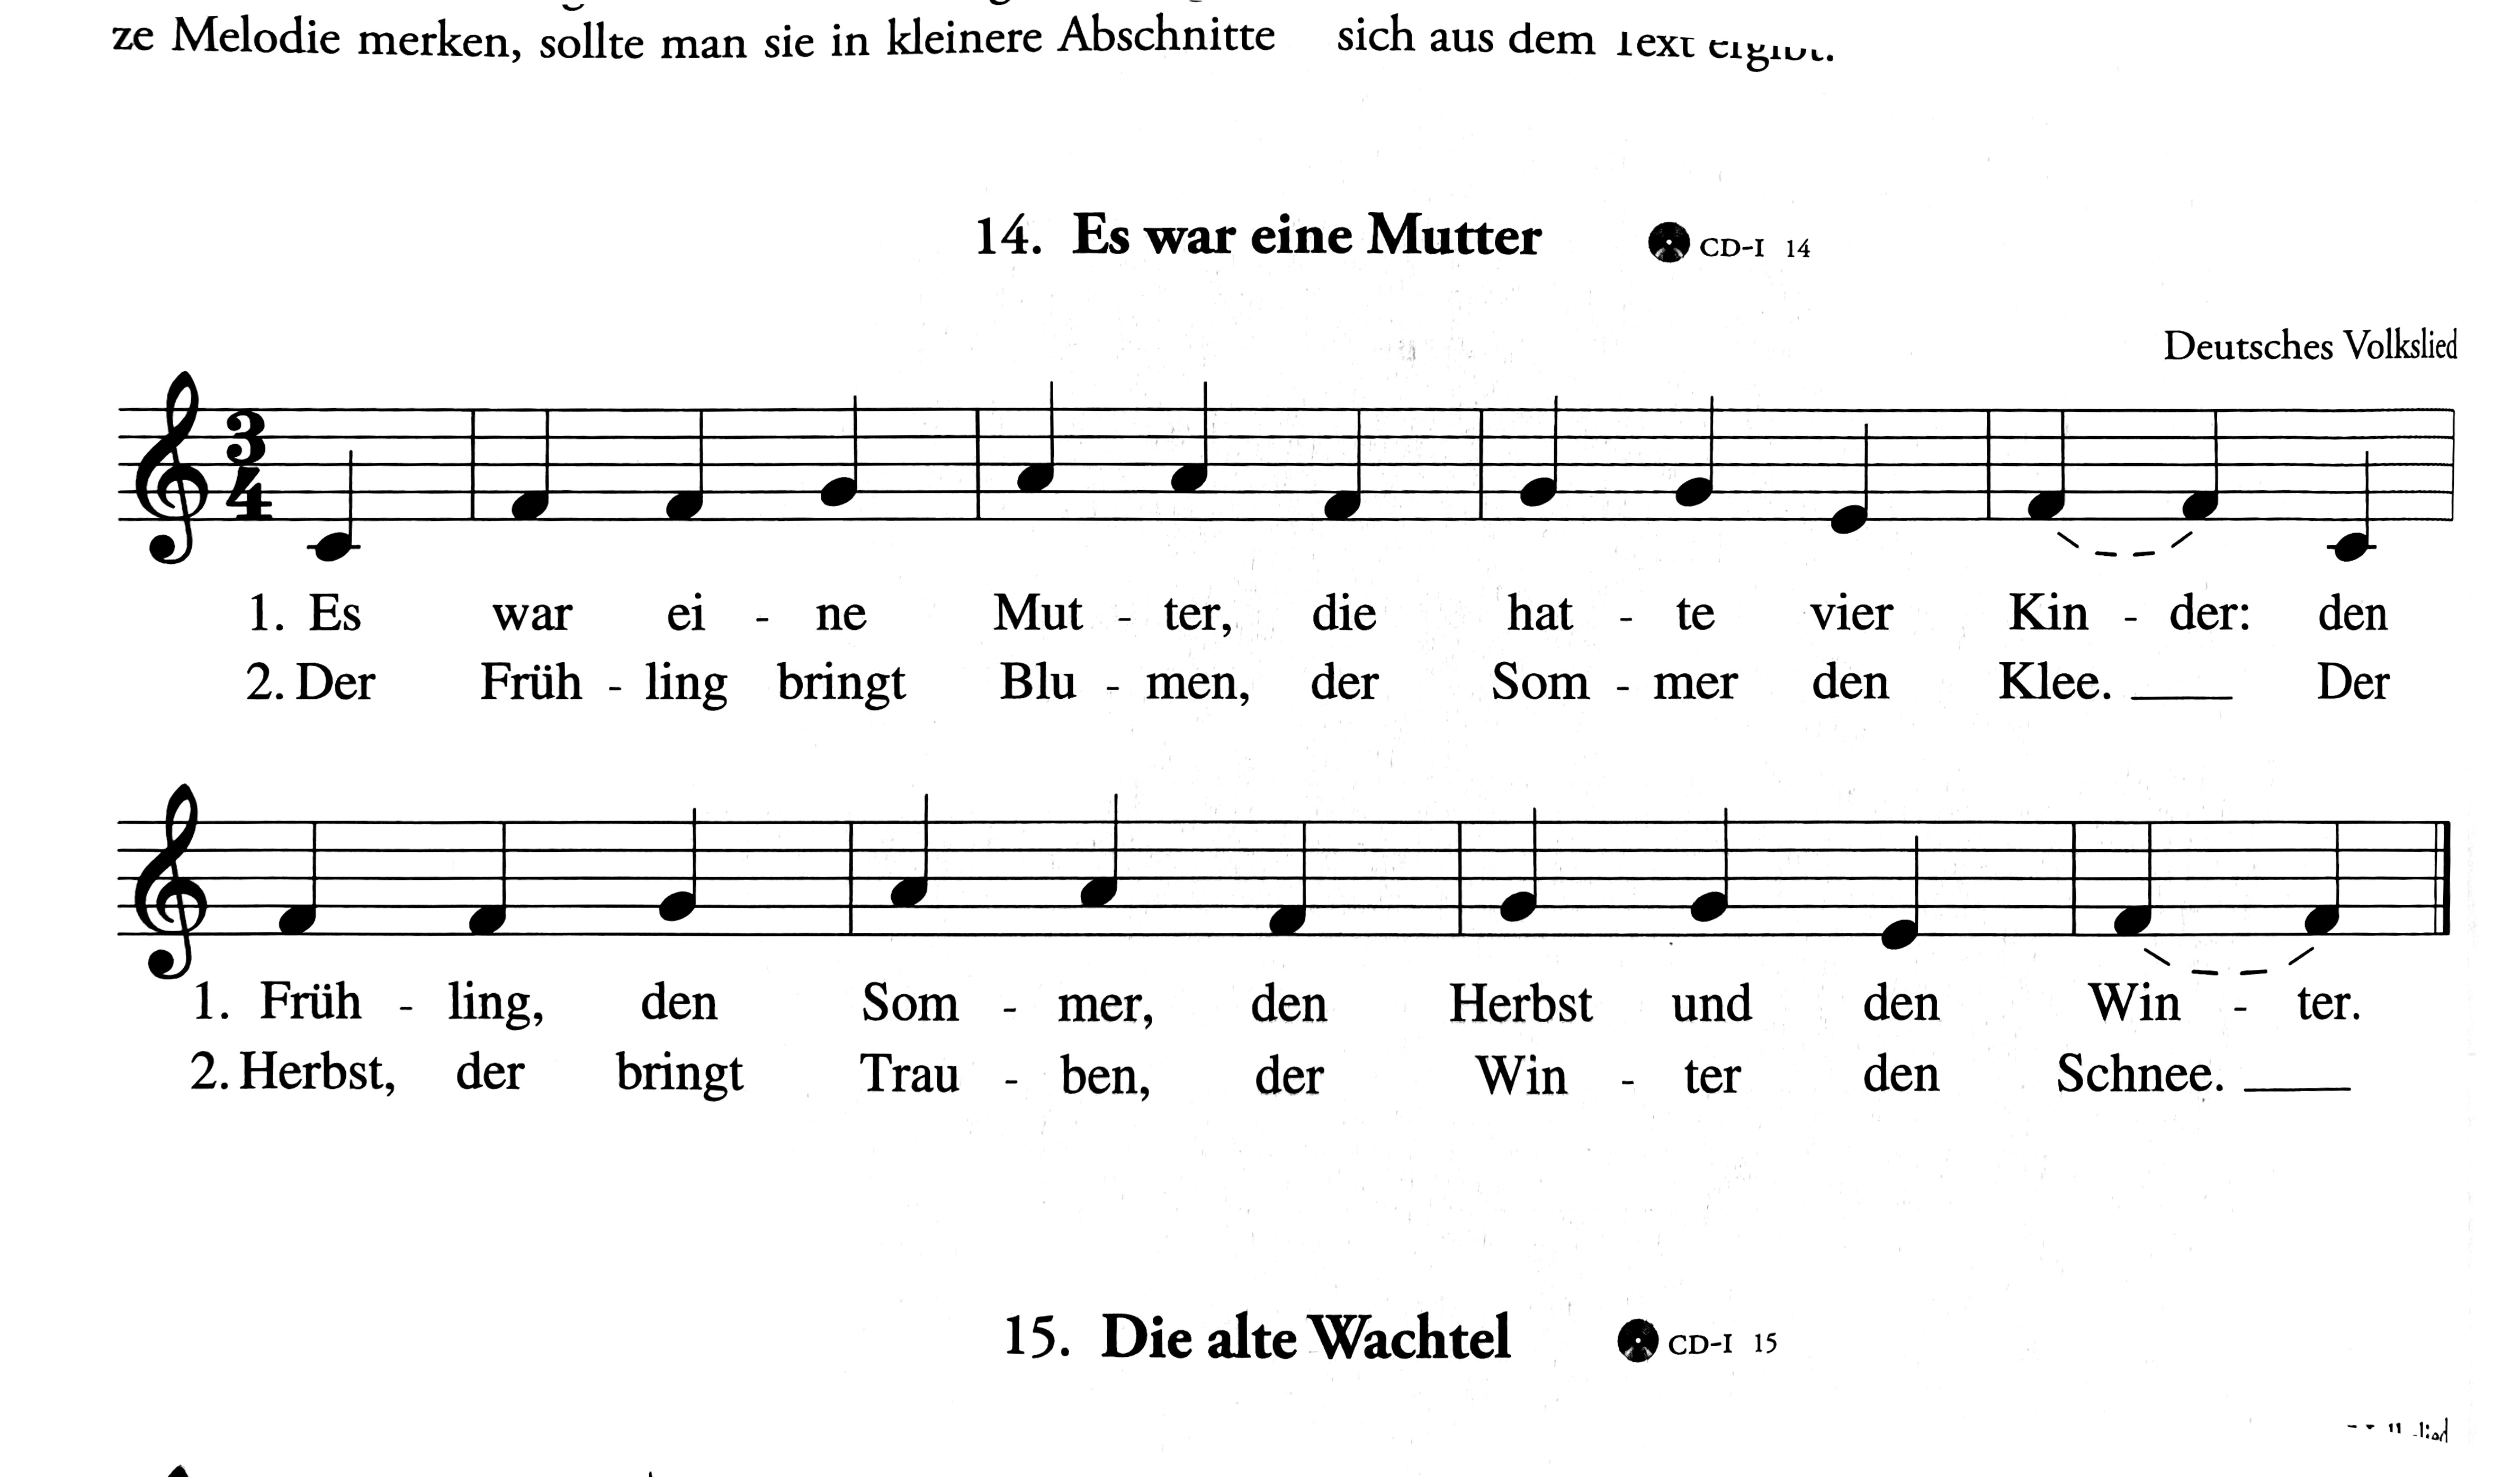 ze Melodie merken, sollte man sie in kleinere Abschnitte sich aus dem Text ergibt.
14. Es war eine Mutter CD-I 14
Deutsches Volkslied
3
4
1. Es war ei - ne Mut - ter, die hat - te vier Kin - der: den
2. Der Früh - ling bringt Blu - men, der Som - mer den Klee. Der
1. Früh - ling, den Som - mer, den Herbst und den Win - ter.
2. Herbst, der bringt Trau - ben, der Win - ter den Schnee.
15. Die alte Wachtel CD-I 15